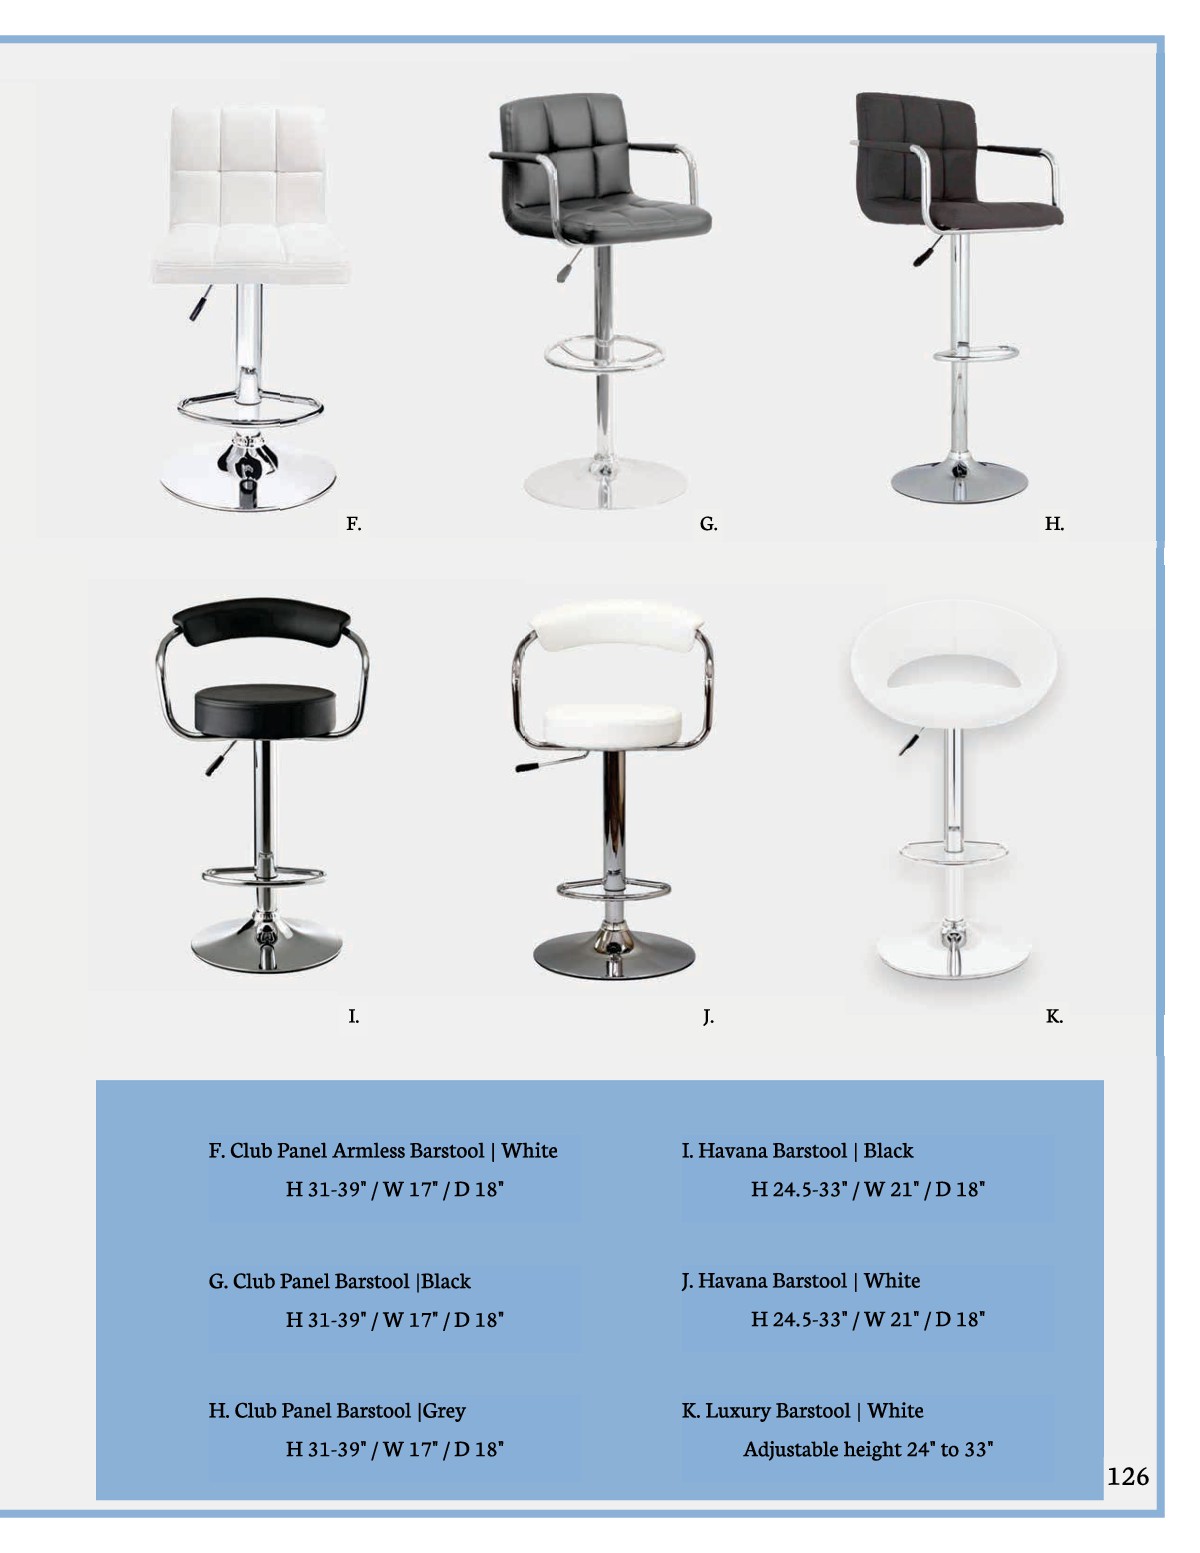 F.
G.
H.
I.
J.
K.
F. Club Panel Armless Barstool | White
H 31-39" / W 17" / D 18"
G. Club Panel Barstool |Black
H 31-39" / W 17" / D 18"
H. Club Panel Barstool |Grey
H 31-39" / W 17" / D 18"
I. Havana Barstool | Black
H 24.5-33" / W 21" / D 18"
J. Havana Barstool | White
H 24.5-33" / W 21" / D 18"
K. Luxury Barstool | White
Adjustable height 24" to 33"
126